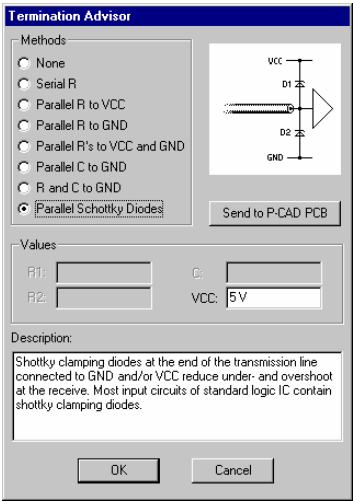 Termination Advisor
Methods
None
Serial R
Parallel R to VCC
Parallel R to GND
Parallel R's to VCC and GND
Parallel C to GND
R and C to GND
Parallel Schottky Diodes
VCC
D1
D2
GND
Send to P-CAD PCB
Values
R1:
C:
R2:
VCC: 5 V
Description:
Shottky clamping diodes at the end of the transmission line
connected to GND and/or VCC reduce under- and overshoot
at the receive. Most input circuits of standard logic IC contain
shottky clamping diodes.
OK
Cancel